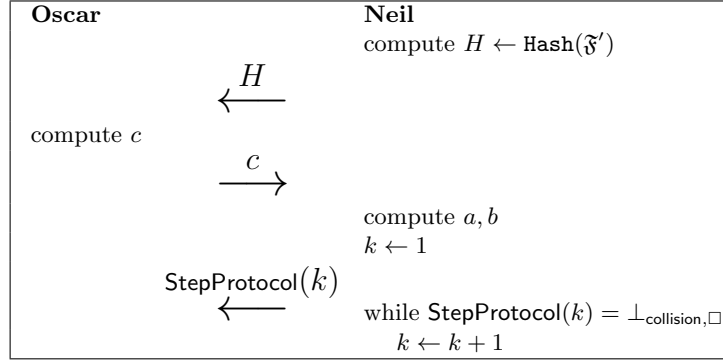 Oscar Neil
compute H ← Hash(𝔉′)
H
←
compute c
c
→
compute a, b
k ← 1
StepProtocol(k)
←
while StepProtocol(k) = ⊥collision,□
k ← k + 1